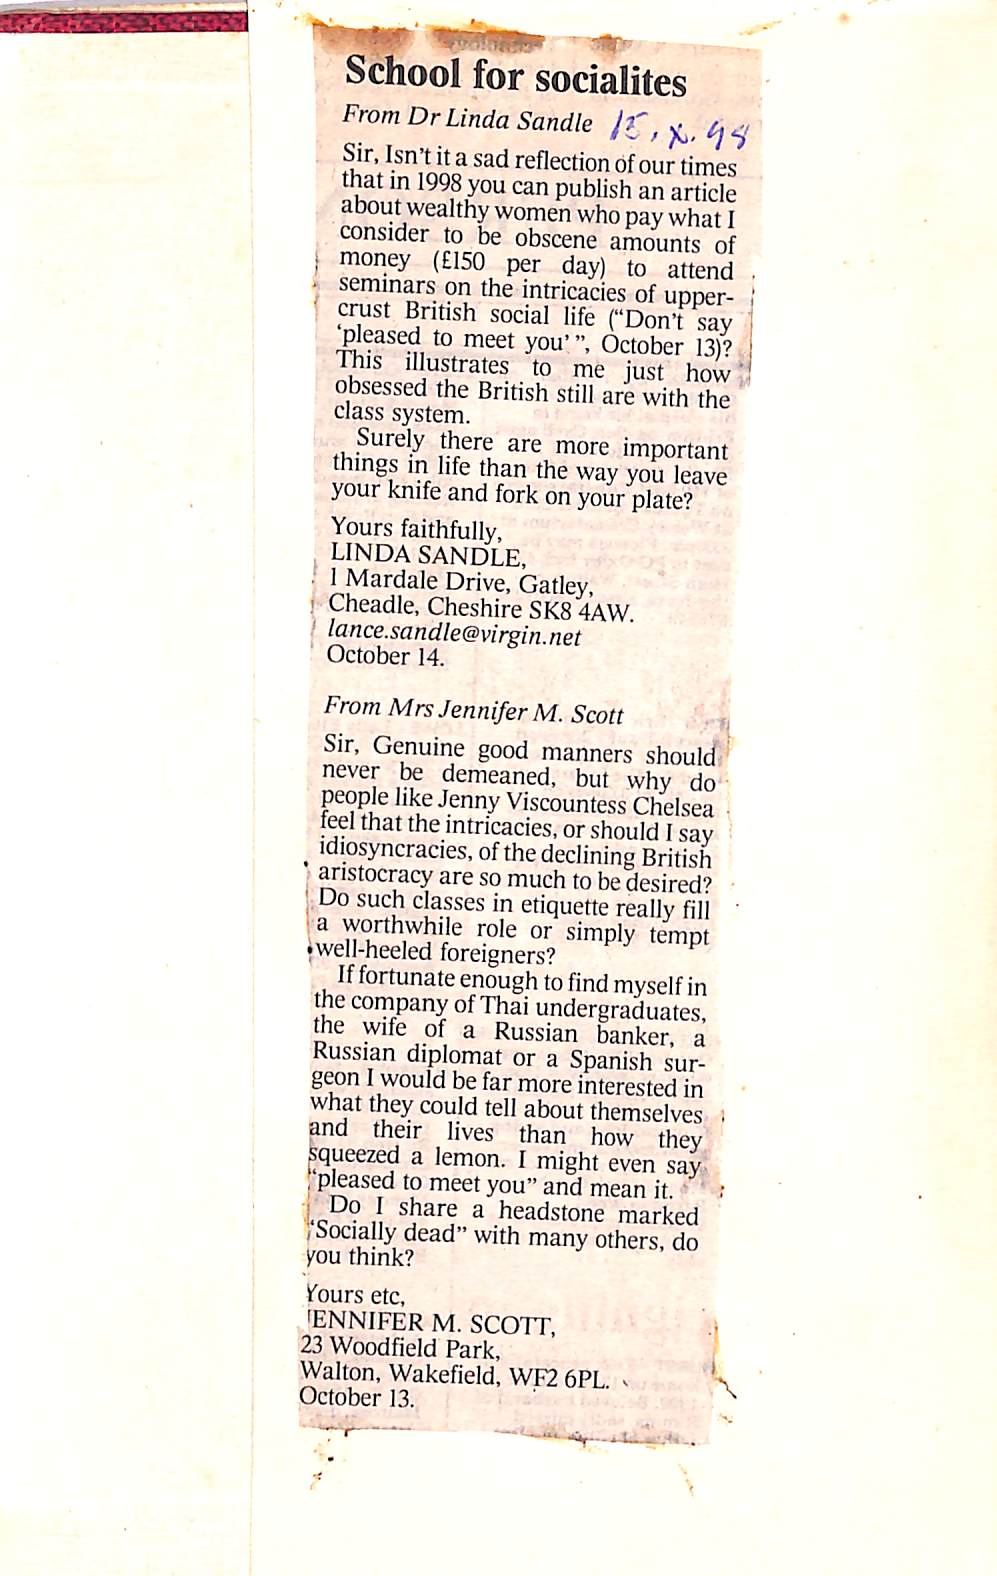 School for socialites
From Dr Linda Sandle 15. X. 98
Sir, Isn't it a sad reflection of our times
that in 1998 you can publish an article
about wealthy women who pay what I
consider to be obscene amounts of
money (£150 per day) to attend
seminars on the intricacies of upper-
crust British social life ("Don't say
'pleased to meet you' ", October 13)?
This illustrates to me just how
obsessed the British still are with the
class system.
Surely there are more important
things in life than the way you leave
your knife and fork on your plate?
Yours faithfully,
LINDA SANDLE,
1 Mardale Drive, Gatley,
Cheadle, Cheshire SK8 4AW.
lance.sandle@virgin.net
October 14.
From Mrs Jennifer M. Scott
Sir, Genuine good manners should
never be demeaned, but why do
people like Jenny Viscountess Chelsea
feel that the intricacies, or should I say
idiosyncracies, of the declining British
aristocracy are so much to be desired?
Do such classes in etiquette really fill
a worthwhile role or simply tempt
well-heeled foreigners?
If fortunate enough to find myself in
the company of Thai undergraduates,
the wife of a Russian banker, a
Russian diplomat or a Spanish sur-
geon I would be far more interested in
what they could tell about themselves
and their lives than how they
squeezed a lemon. I might even say
"pleased to meet you" and mean it.
Do I share a headstone marked
"Socially dead" with many others, do
you think?
Yours etc,
JENNIFER M. SCOTT,
23 Woodfield Park,
Walton, Wakefield, WF2 6PL.
October 13.